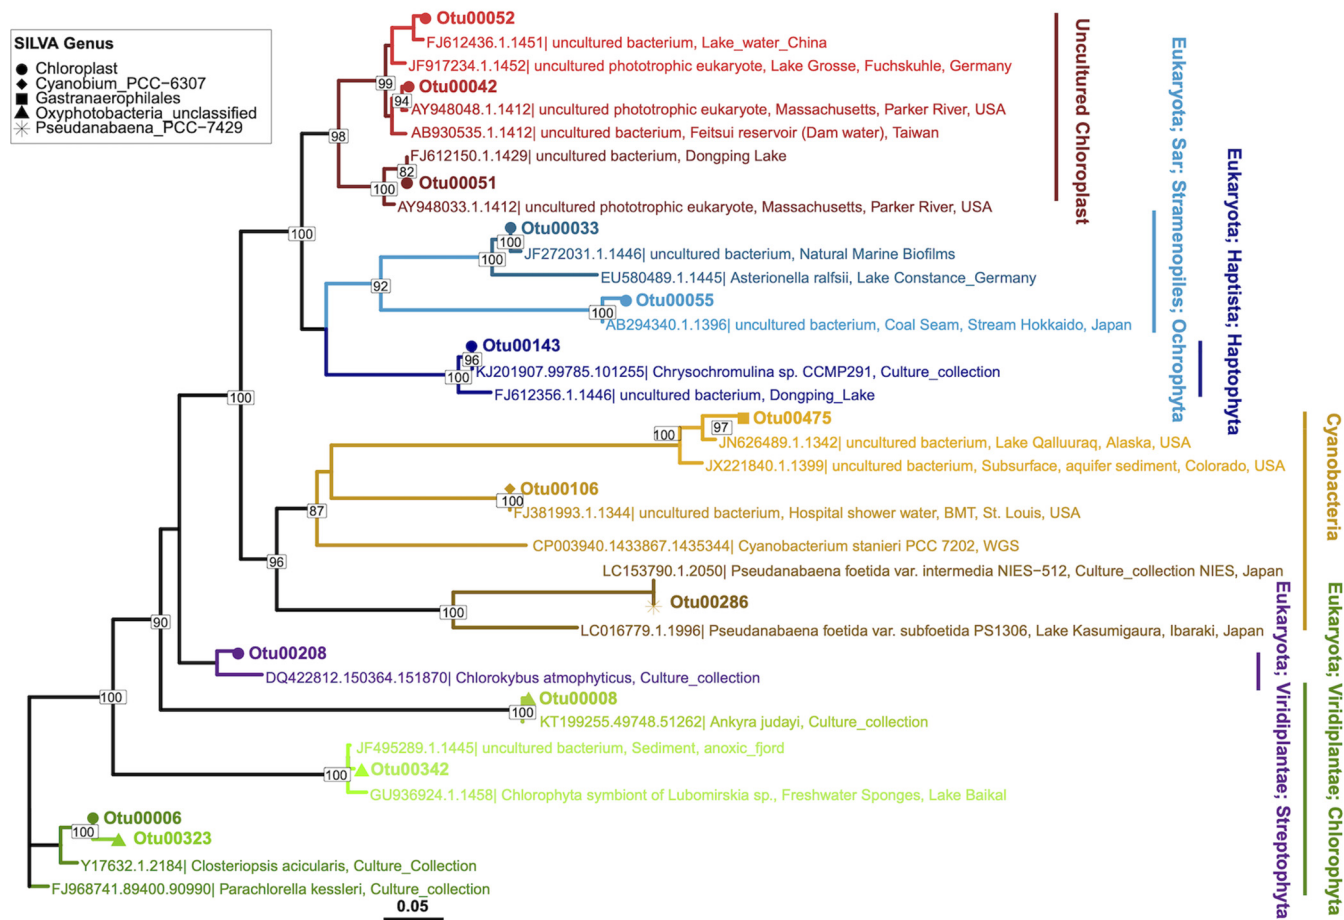 SILVA Genus
Chloroplast
Cyanobium_PCC−6307
Gastranaerophilales
Oxyphotobacteria_unclassified
Pseudanabaena_PCC−7429
Otu00052
FJ612436.1.1451| uncultured bacterium, Lake_water_China
JF917234.1.1452| uncultured phototrophic eukaryote, Lake Grosse, Fuchskuhle, Germany
99
Otu00042
94
AY948048.1.1412| uncultured phototrophic eukaryote, Massachusetts, Parker River, USA
AB930535.1.1412| uncultured bacterium, Feitsui reservoir (Dam water), Taiwan
98
FJ612150.1.1429| uncultured bacterium, Dongping Lake
82
Otu00051
100
AY948033.1.1412| uncultured phototrophic eukaryote, Massachusetts, Parker River, USA
100
Otu00033
100
JF272031.1.1446| uncultured bacterium, Natural Marine Biofilms
100
EU580489.1.1445| Asterionella ralfsii, Lake Constance_Germany
92
Otu00055
100
AB294340.1.1396| uncultured bacterium, Coal Seam, Stream Hokkaido, Japan
Otu00143
96
KJ201907.99785.101255| Chrysochromulina sp. CCMP291, Culture_collection
100
FJ612356.1.1446| uncultured bacterium, Dongping_Lake
100
Otu00475
97
100
JN626489.1.1342| uncultured bacterium, Lake Qalluuraq, Alaska, USA
JX221840.1.1399| uncultured bacterium, Subsurface, aquifer sediment, Colorado, USA
Otu00106
100
87
FJ381993.1.1344| uncultured bacterium, Hospital shower water, BMT, St. Louis, USA
CP003940.1433867.1435344| Cyanobacterium stanieri PCC 7202, WGS
96
LC153790.1.2050| Pseudanabaena foetida var. intermedia NIES−512, Culture_collection NIES, Japan
Otu00286
100
LC016779.1.1996| Pseudanabaena foetida var. subfoetida PS1306, Lake Kasumigaura, Ibaraki, Japan
90
Otu00208
DQ422812.150364.151870| Chlorokybus atmophyticus, Culture_collection
100
Otu00008
100
KT199255.49748.51262| Ankyra judayi, Culture_collection
JF495289.1.1445| uncultured bacterium, Sediment, anoxic_fjord
Otu00342
100
GU936924.1.1458| Chlorophyta symbiont of Lubomirskia sp., Freshwater Sponges, Lake Baikal
Otu00006
100
Otu00323
Y17632.1.2184| Closteriopsis acicularis, Culture_Collection
FJ968741.89400.90990| Parachlorella kessleri, Culture_collection
0.05
Uncultured Chloroplast
Eukaryota; Sar; Stramenopiles; Ochrophyta
Eukaryota; Haptista; Haptophyta
Cyanobacteria
Eukaryota; Viridiplantae; Streptophyta
Eukaryota; Viridiplantae; Chlorophyta